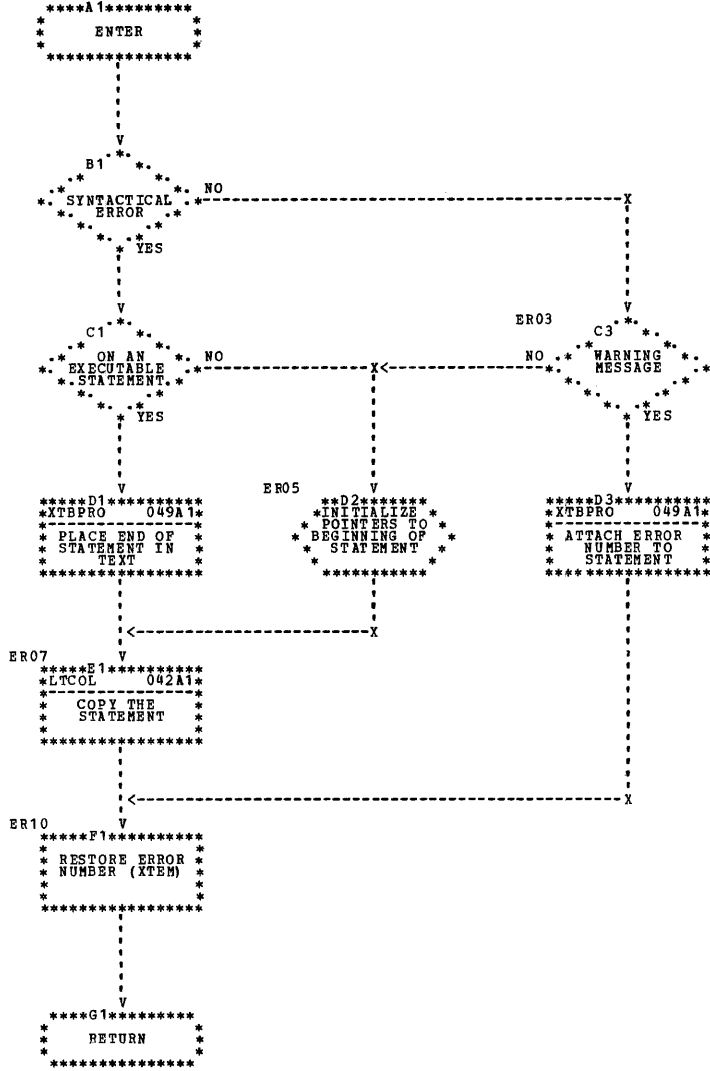 A1
ENTER
B1
SYNTACTICAL
ERROR
NO
YES
C1
ON AN
EXECUTABLE
STATEMENT
NO
YES
ER03
C3
WARNING
MESSAGE
NO
YES
D1
XTBPRO 049A1
PLACE END OF
STATEMENT IN
TEXT
ER05
D2
INITIALIZE
POINTERS TO
BEGINNING OF
STATEMENT
D3
XTBPRO 049A1
ATTACH ERROR
NUMBER TO
STATEMENT
ER07
E1
LTCOL 042A1
COPY THE
STATEMENT
ER10
F1
RESTORE ERROR
NUMBER (XTEM)
G1
RETURN